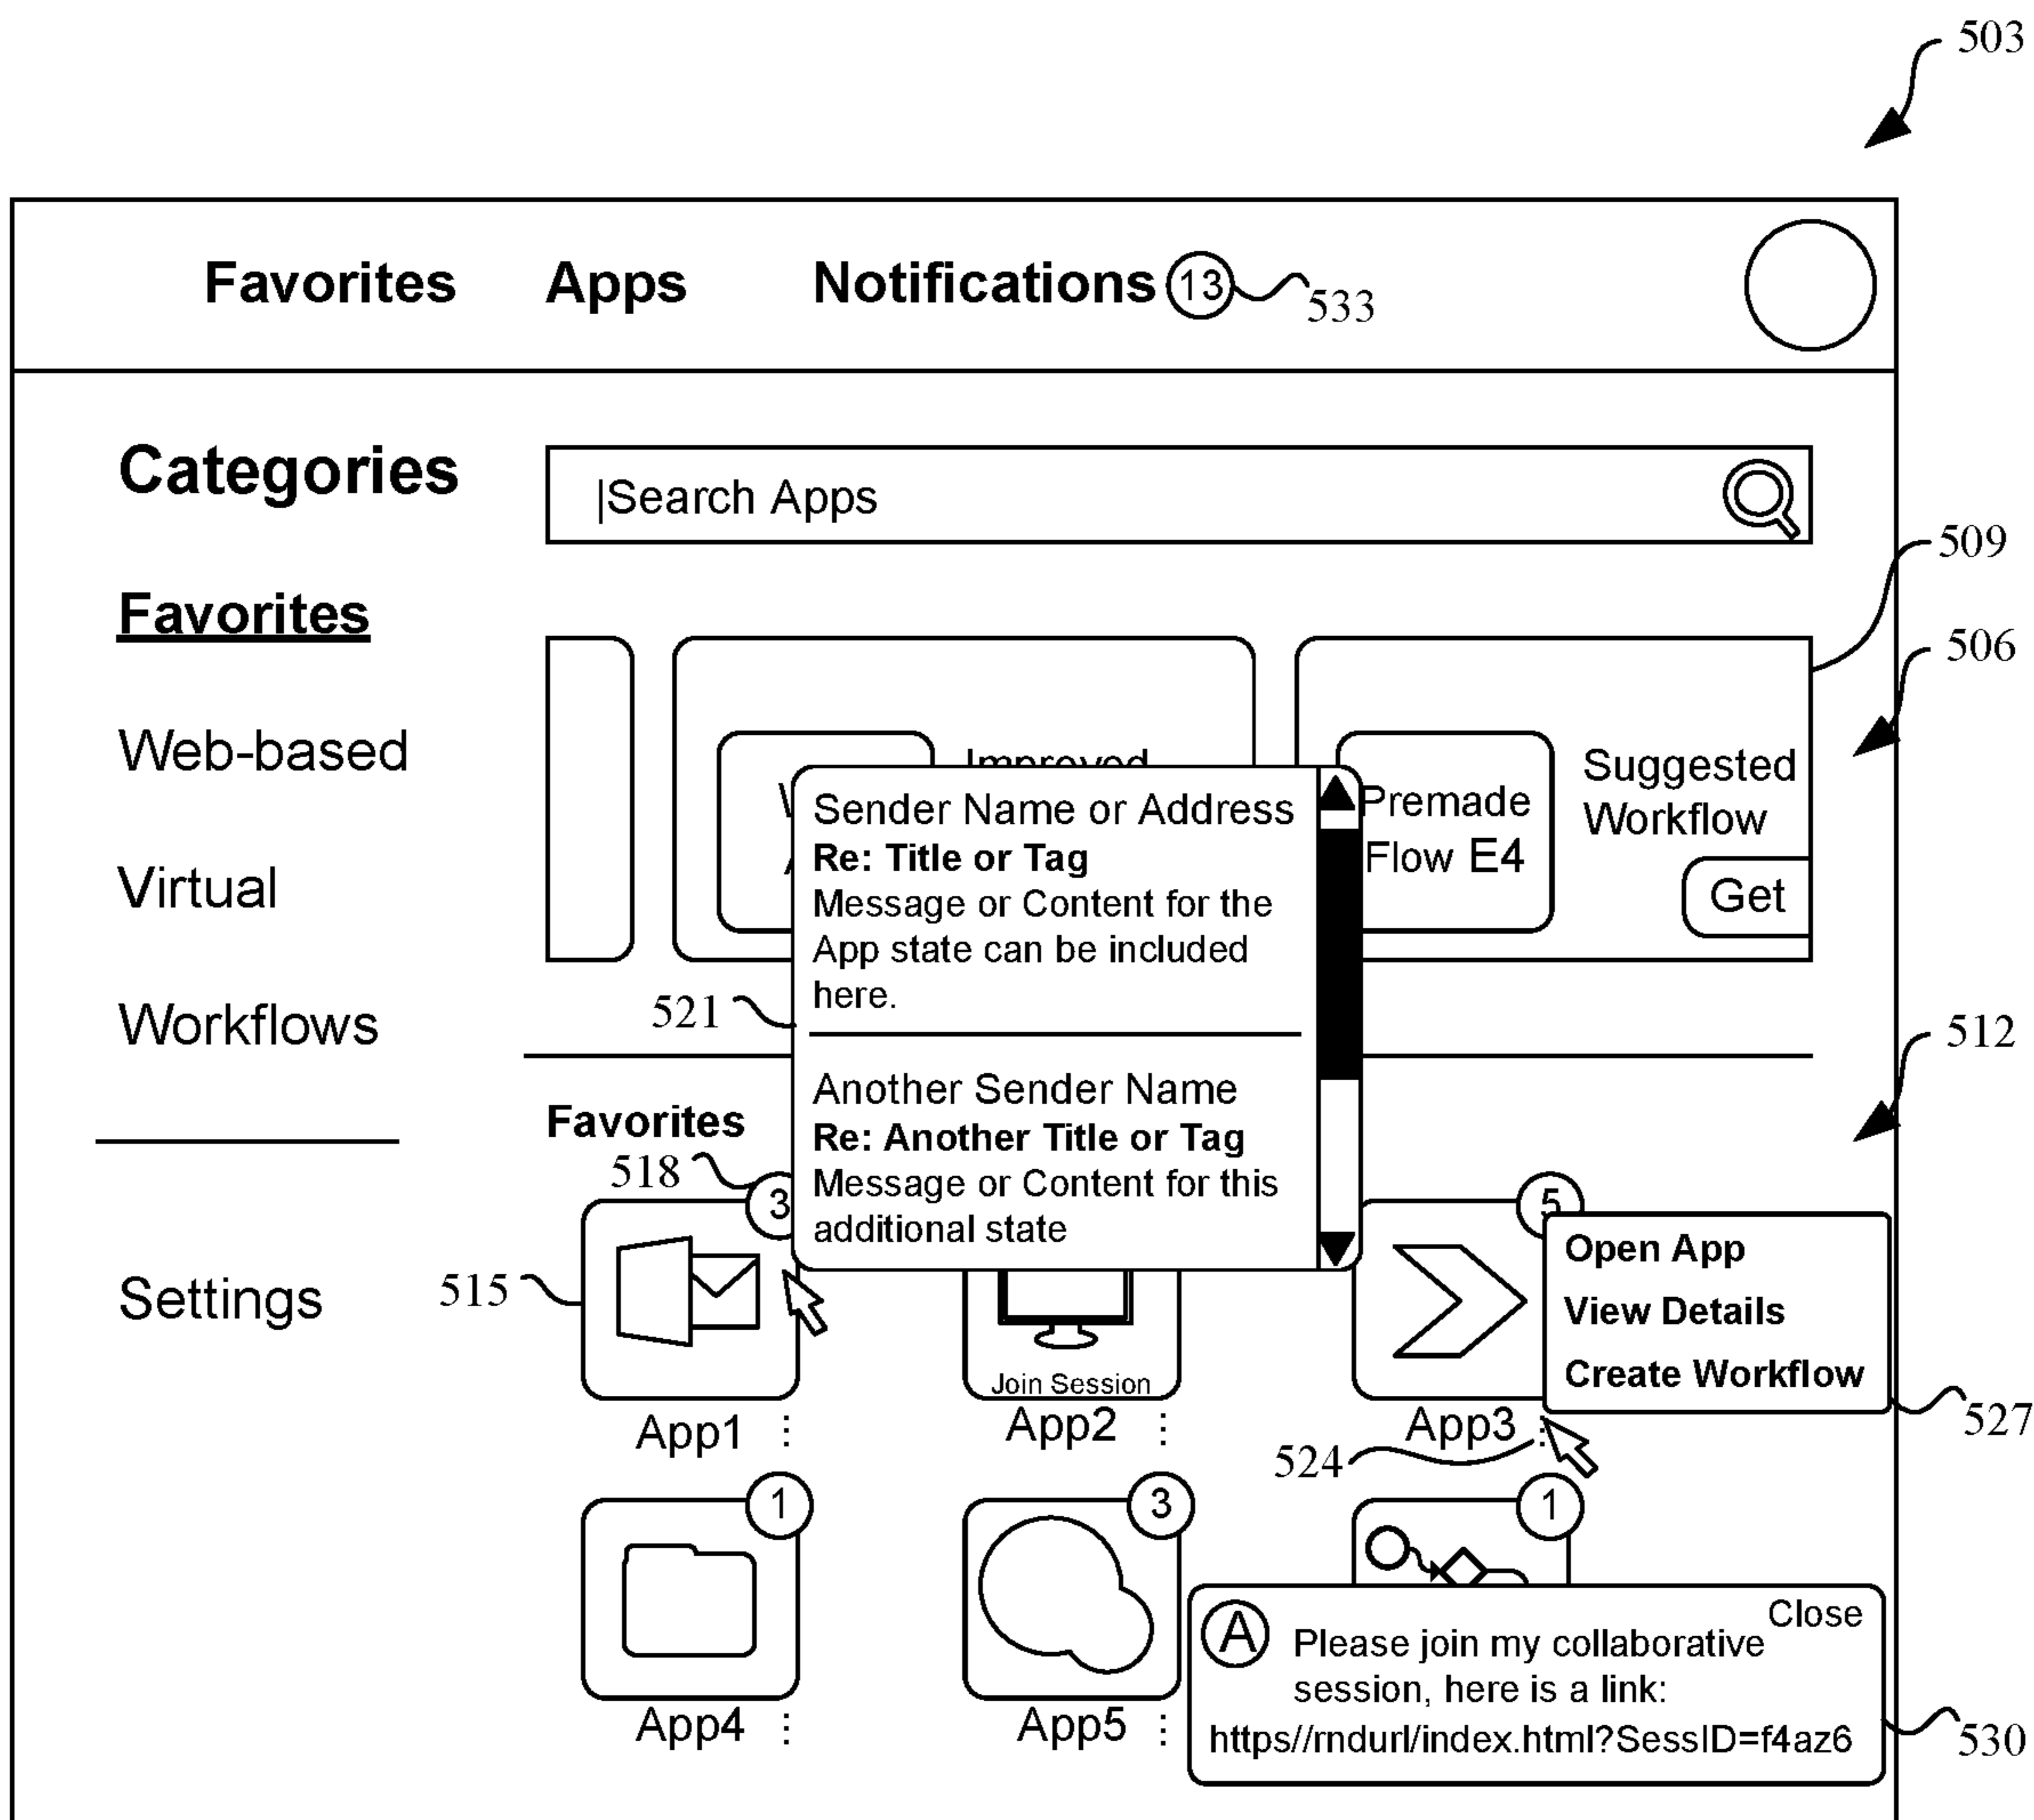 503
Favorites Apps Notifications 13
533
Categories
|Search Apps
509
Favorites
506
Web-based
Virtual
Workflows
Settings
Improved
Premade
Flow E4
Suggested
Workflow
Get
Sender Name or Address
Re: Title or Tag
Message or Content for the
App state can be included
here.
521
Another Sender Name
Re: Another Title or Tag
Message or Content for this
additional state
512
Favorites
518
3
5
515
Join Session
Open App
View Details
Create Workflow
527
App1 ⋮
App2 ⋮
App3 ⋮
524
1
3
1
App4 ⋮
App5 ⋮
A
Close
Please join my collaborative
session, here is a link:
https//rndurl/index.html?SessID=f4az6
530